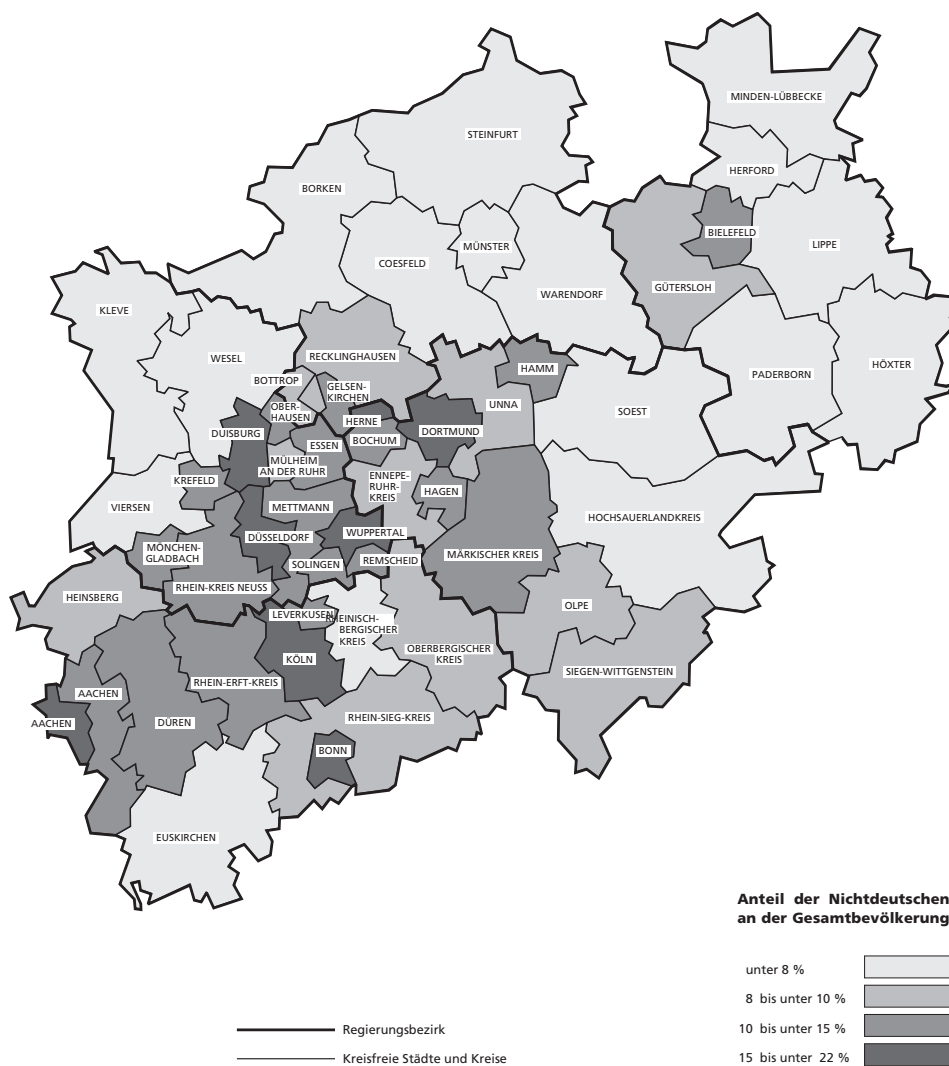 MINDEN-LÜBBECKE
STEINFURT
HERFORD
BORKEN
BIELEFELD
MÜNSTER
LIPPE
COESFELD
GÜTERSLOH
WARENDORF
KLEVE
RECKLINGHAUSEN
WESEL
HÖXTER
HAMM
PADERBORN
BOTTROP
GELSEN-
KIRCHEN
UNNA
OBER-
HAUSEN
SOEST
HERNE
DUISBURG
DORTMUND
ESSEN
BOCHUM
MÜLHEIM
AN DER RUHR
KREFELD
ENNEPE-
RUHR-
KREIS
HAGEN
VIERSEN
METTMANN
HOCHSAUERLANDKREIS
WUPPERTAL
DÜSSELDORF
MÖNCHEN-
GLADBACH
MÄRKISCHER KREIS
REMSCHEID
SOLINGEN
RHEIN-KREIS NEUSS
HEINSBERG
OLPE
LEVERKUSEN
RHEINISCH-
BERGISCHER
KREIS
OBERBERGISCHER
KREIS
KÖLN
SIEGEN-WITTGENSTEIN
RHEIN-ERFT-KREIS
AACHEN
RHEIN-SIEG-KREIS
AACHEN
DÜREN
BONN
EUSKIRCHEN
Anteil der Nichtdeutschen
an der Gesamtbevölkerung
unter 8 %
8 bis unter 10 %
10 bis unter 15 %
15 bis unter 22 %
Regierungsbezirk
Kreisfreie Städte und Kreise